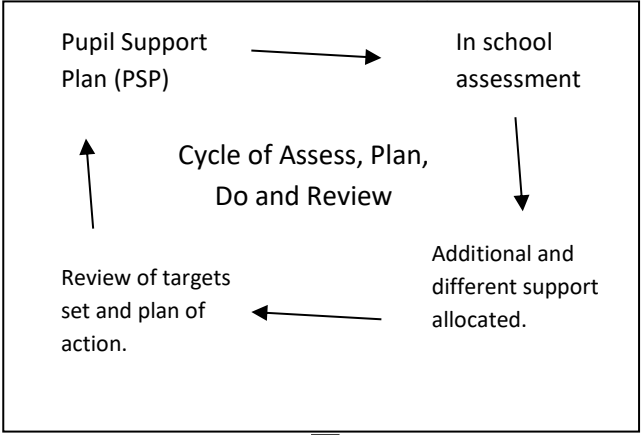 Pupil Support
Plan (PSP)
In school
assessment
Cycle of Assess, Plan,
Do and Review
Additional and
different support
allocated.
Review of targets
set and plan of
action.